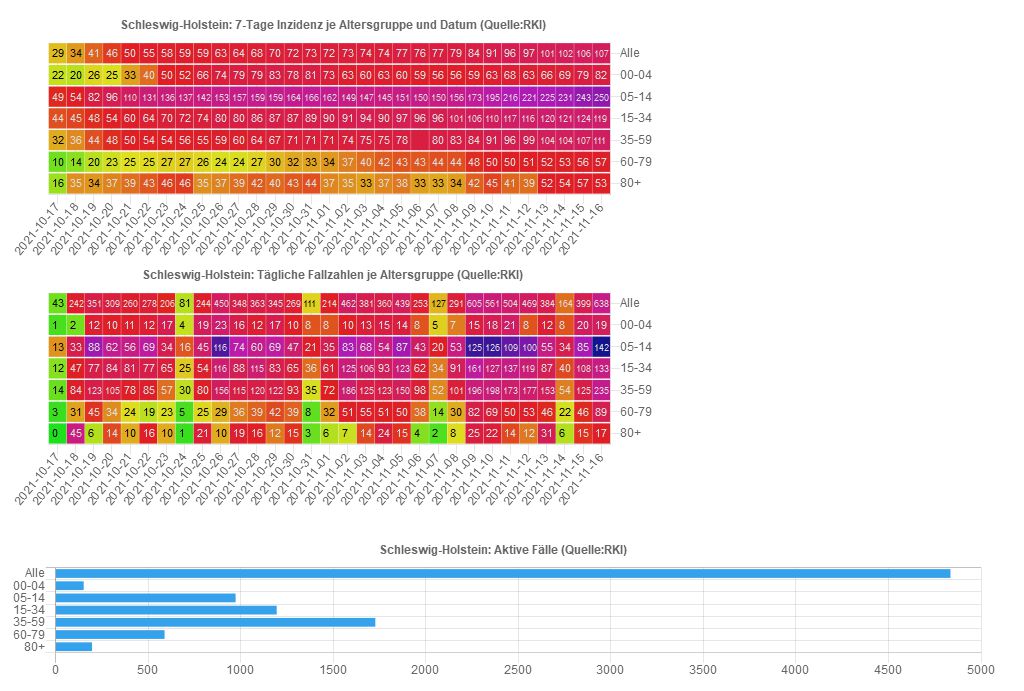 Schleswig-Holstein: 7-Tage Inzidenz je Altersgruppe und Datum (Quelle:RKI)
29 34 41 46 50 55 58 59 59 63 64 68 70 72 73 72 73 74 74 77 76 77 79 84 91 96 97 101 102 106 107 Alle
22 20 26 25 33 40 50 52 66 74 79 79 83 78 81 73 63 60 63 60 59 56 56 59 63 68 63 66 69 79 82 00-04
49 54 82 96 110 131 136 137 142 153 157 159 159 164 166 162 149 147 145 151 150 150 156 173 195 216 221 225 231 243 250 05-14
44 45 48 54 60 64 70 72 74 80 80 86 87 87 89 90 91 94 90 97 96 96 101 106 110 117 116 120 121 124 119 15-34
32 36 44 48 50 54 54 56 55 59 60 64 67 71 71 71 74 75 75 78 80 83 84 91 96 99 104 104 107 111 35-59
10 14 20 23 25 25 27 27 26 24 24 27 30 32 33 34 37 40 42 43 43 44 44 48 50 50 51 52 53 56 57 60-79
16 35 34 37 39 43 46 46 35 37 39 42 40 43 44 37 35 33 37 38 33 33 34 42 45 41 39 52 54 57 53 80+
2021-10-17 2021-10-18 2021-10-19 2021-10-20 2021-10-21 2021-10-22 2021-10-23 2021-10-24 2021-10-25 2021-10-26 2021-10-27 2021-10-28 2021-10-29 2021-10-30 2021-10-31 2021-11-01 2021-11-02 2021-11-03 2021-11-04 2021-11-05 2021-11-06 2021-11-07 2021-11-08 2021-11-09 2021-11-10 2021-11-11 2021-11-12 2021-11-13 2021-11-14 2021-11-15 2021-11-16
Schleswig-Holstein: Tägliche Fallzahlen je Altersgruppe (Quelle:RKI)
43 242 351 309 260 278 206 81 244 450 348 363 345 269 111 214 462 381 360 439 253 127 291 605 561 504 469 384 164 399 638 Alle
1 2 12 10 11 12 17 4 19 23 16 12 17 10 8 8 10 13 15 14 8 5 7 15 18 21 8 12 8 20 19 00-04
13 33 88 62 56 69 34 16 45 116 74 60 69 47 21 35 83 68 54 87 43 20 53 125 126 109 100 55 34 85 142 05-14
12 47 77 84 81 77 65 25 54 116 88 115 83 65 36 61 125 106 93 123 62 34 91 161 127 137 119 87 40 108 133 15-34
14 84 123 105 78 85 57 30 80 156 115 120 122 93 35 72 186 125 123 150 98 52 101 196 198 173 177 153 54 125 235 35-59
3 31 45 34 24 19 23 5 25 29 36 39 42 39 8 32 51 55 51 50 38 14 30 82 69 50 53 46 22 46 89 60-79
0 45 6 14 10 16 10 1 21 10 19 16 12 15 3 6 7 14 24 15 4 2 8 25 22 14 12 31 6 15 17 80+
2021-10-17 2021-10-18 2021-10-19 2021-10-20 2021-10-21 2021-10-22 2021-10-23 2021-10-24 2021-10-25 2021-10-26 2021-10-27 2021-10-28 2021-10-29 2021-10-30 2021-10-31 2021-11-01 2021-11-02 2021-11-03 2021-11-04 2021-11-05 2021-11-06 2021-11-07 2021-11-08 2021-11-09 2021-11-10 2021-11-11 2021-11-12 2021-11-13 2021-11-14 2021-11-15 2021-11-16
Schleswig-Holstein: Aktive Fälle (Quelle:RKI)
Alle
00-04
05-14
15-34
35-59
60-79
80+
0 500 1000 1500 2000 2500 3000 3500 4000 4500 5000